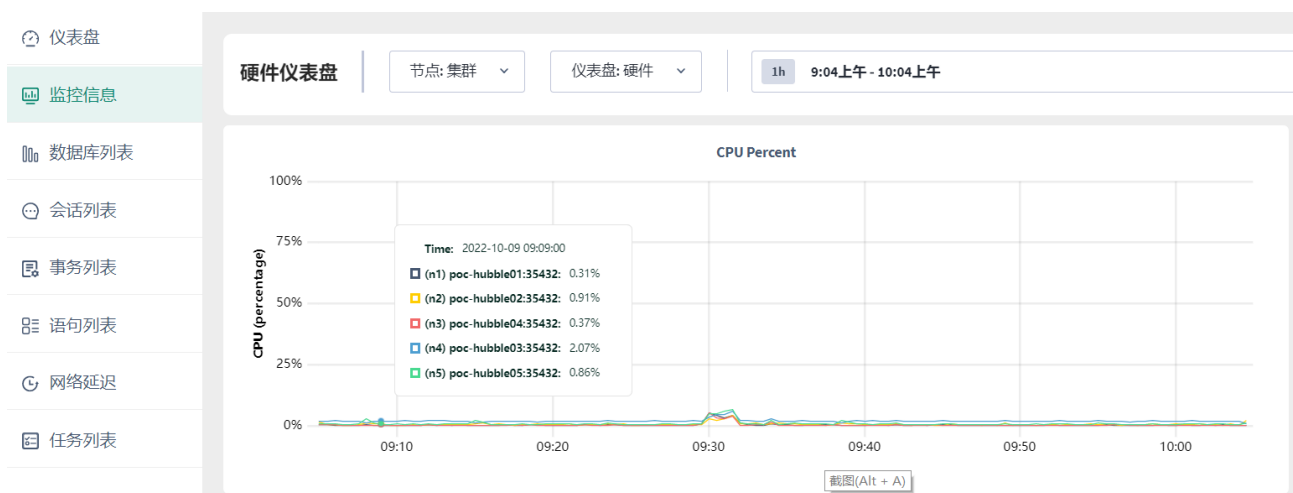 仪表盘
监控信息
数据库列表
会话列表
事务列表
语句列表
网络延迟
任务列表
硬件仪表盘
节点: 集群
仪表盘: 硬件
1h 9:04上午 - 10:04上午
CPU Percent
CPU (percentage)
100%
75%
50%
25%
0%
Time: 2022-10-09 09:09:00
(n1) poc-hubble01:35432: 0.31%
(n2) poc-hubble02:35432: 0.91%
(n3) poc-hubble04:35432: 0.37%
(n4) poc-hubble03:35432: 2.07%
(n5) poc-hubble05:35432: 0.86%
09:10 09:20 09:30 09:40 09:50 10:00
截图(Alt + A)